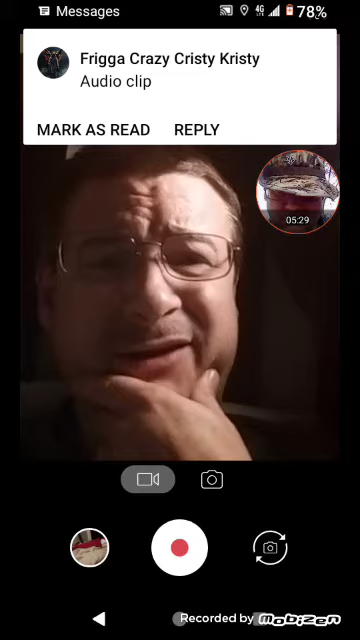 Messages
4G
78%
Frigga Crazy Cristy Kristy
Audio clip
MARK AS READ REPLY
05:29
Recorded by mobizen